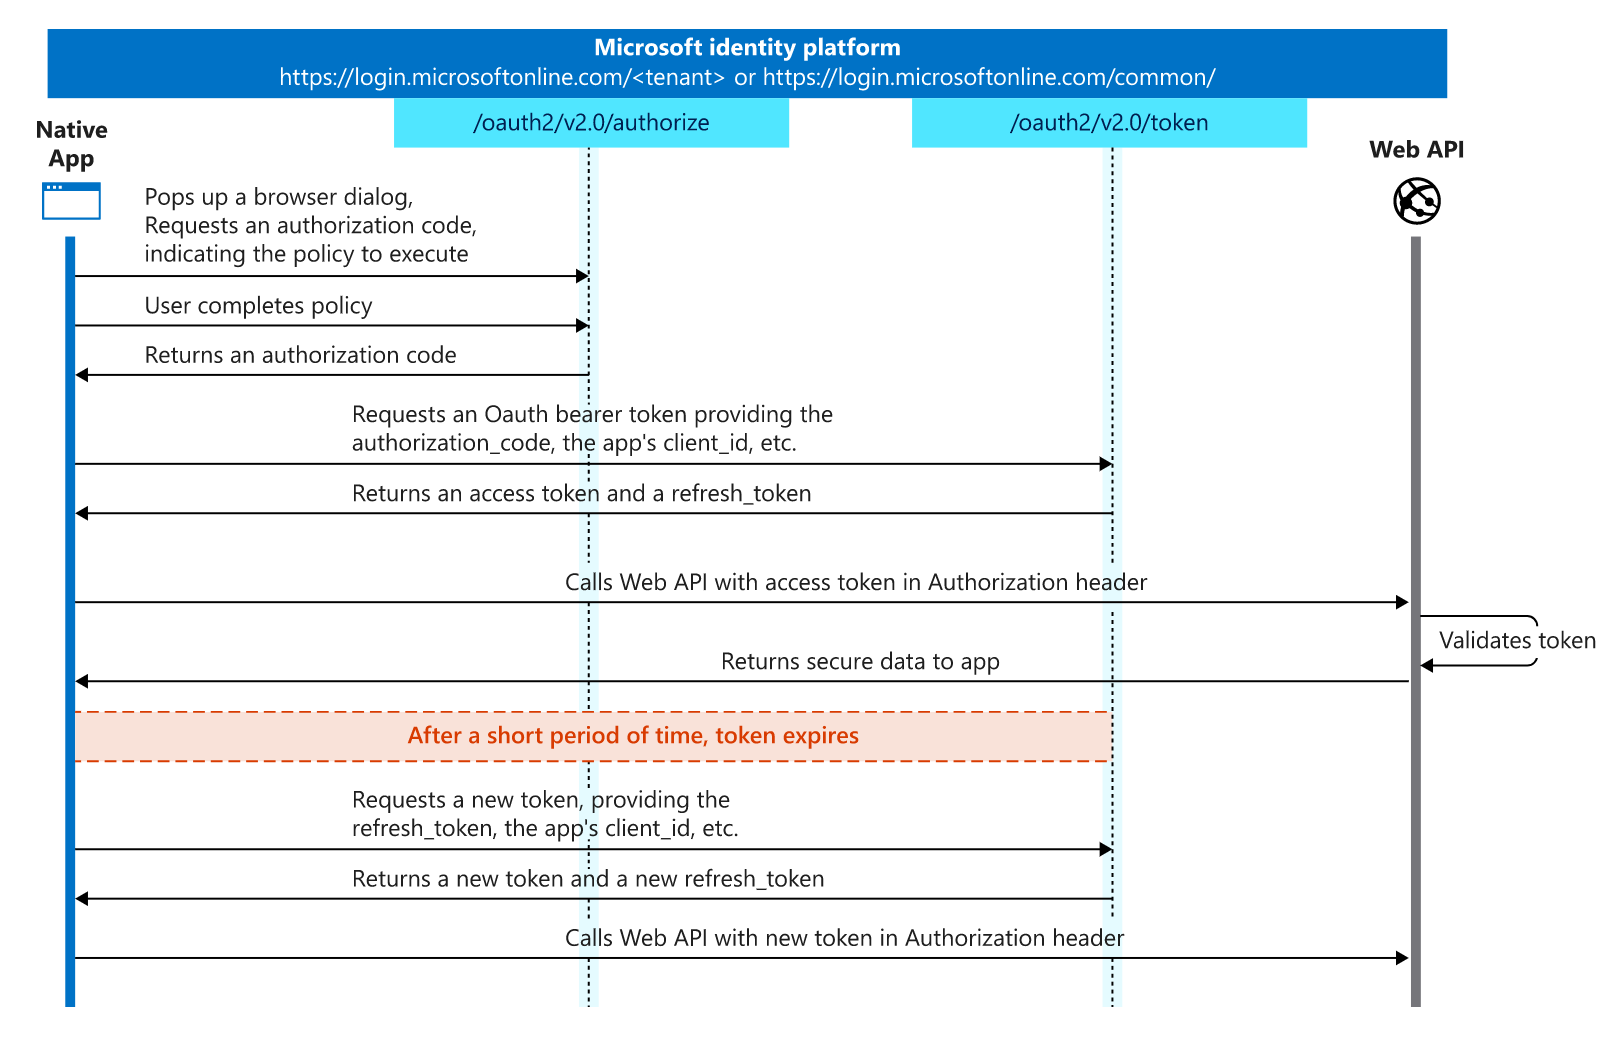 Microsoft identity platform
https://login.microsoftonline.com/<tenant> or https://login.microsoftonline.com/common/
/oauth2/v2.0/authorize
/oauth2/v2.0/token
Native
App
Web API
Pops up a browser dialog,
Requests an authorization code,
indicating the policy to execute
User completes policy
Returns an authorization code
Requests an Oauth bearer token providing the
authorization_code, the app's client_id, etc.
Returns an access token and a refresh_token
Calls Web API with access token in Authorization header
Validates token
Returns secure data to app
After a short period of time, token expires
Requests a new token, providing the
refresh_token, the app's client_id, etc.
Returns a new token and a new refresh_token
Calls Web API with new token in Authorization header